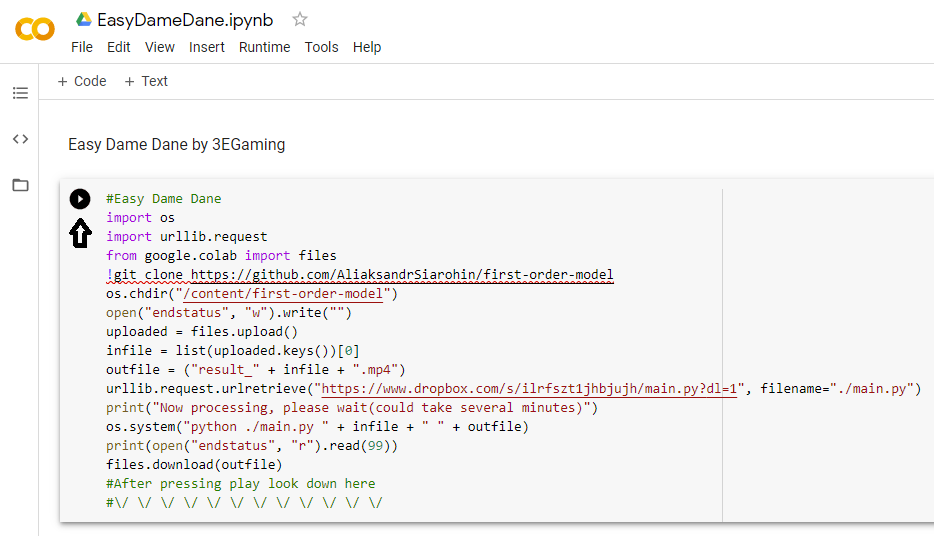 EasyDameDane.ipynb
File Edit View Insert Runtime Tools Help
+ Code + Text
Easy Dame Dane by 3EGaming
#Easy Dame Dane
import os
import urllib.request
from google.colab import files
!git clone https://github.com/AliaksandrSiarohin/first-order-model
os.chdir("/content/first-order-model")
open("endstatus", "w").write("")
uploaded = files.upload()
infile = list(uploaded.keys())[0]
outfile = ("result_" + infile + ".mp4")
urllib.request.urlretrieve("https://www.dropbox.com/s/ilrfszt1jhbjujh/main.py?dl=1", filename="./main.py")
print("Now processing, please wait(could take several minutes)")
os.system("python ./main.py " + infile + " " + outfile)
print(open("endstatus", "r").read(99))
files.download(outfile)
#After pressing play look down here
#\/ \/ \/ \/ \/ \/ \/ \/ \/ \/ \/ \/